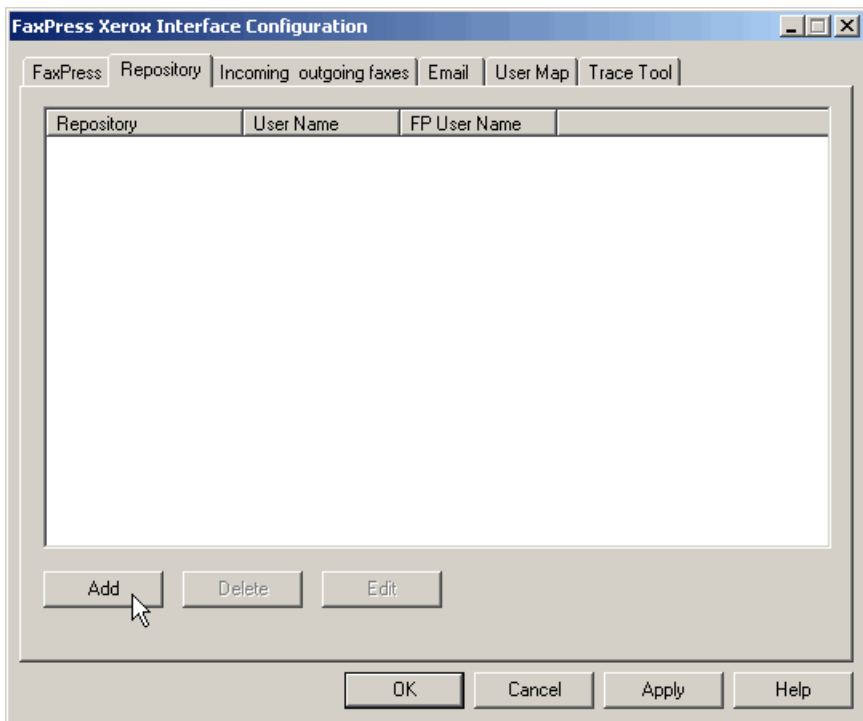 FaxPress Xerox Interface Configuration
FaxPress Repository Incoming outgoing faxes Email User Map Trace Tool
Repository User Name FP User Name
Add Delete Edit
OK Cancel Apply Help